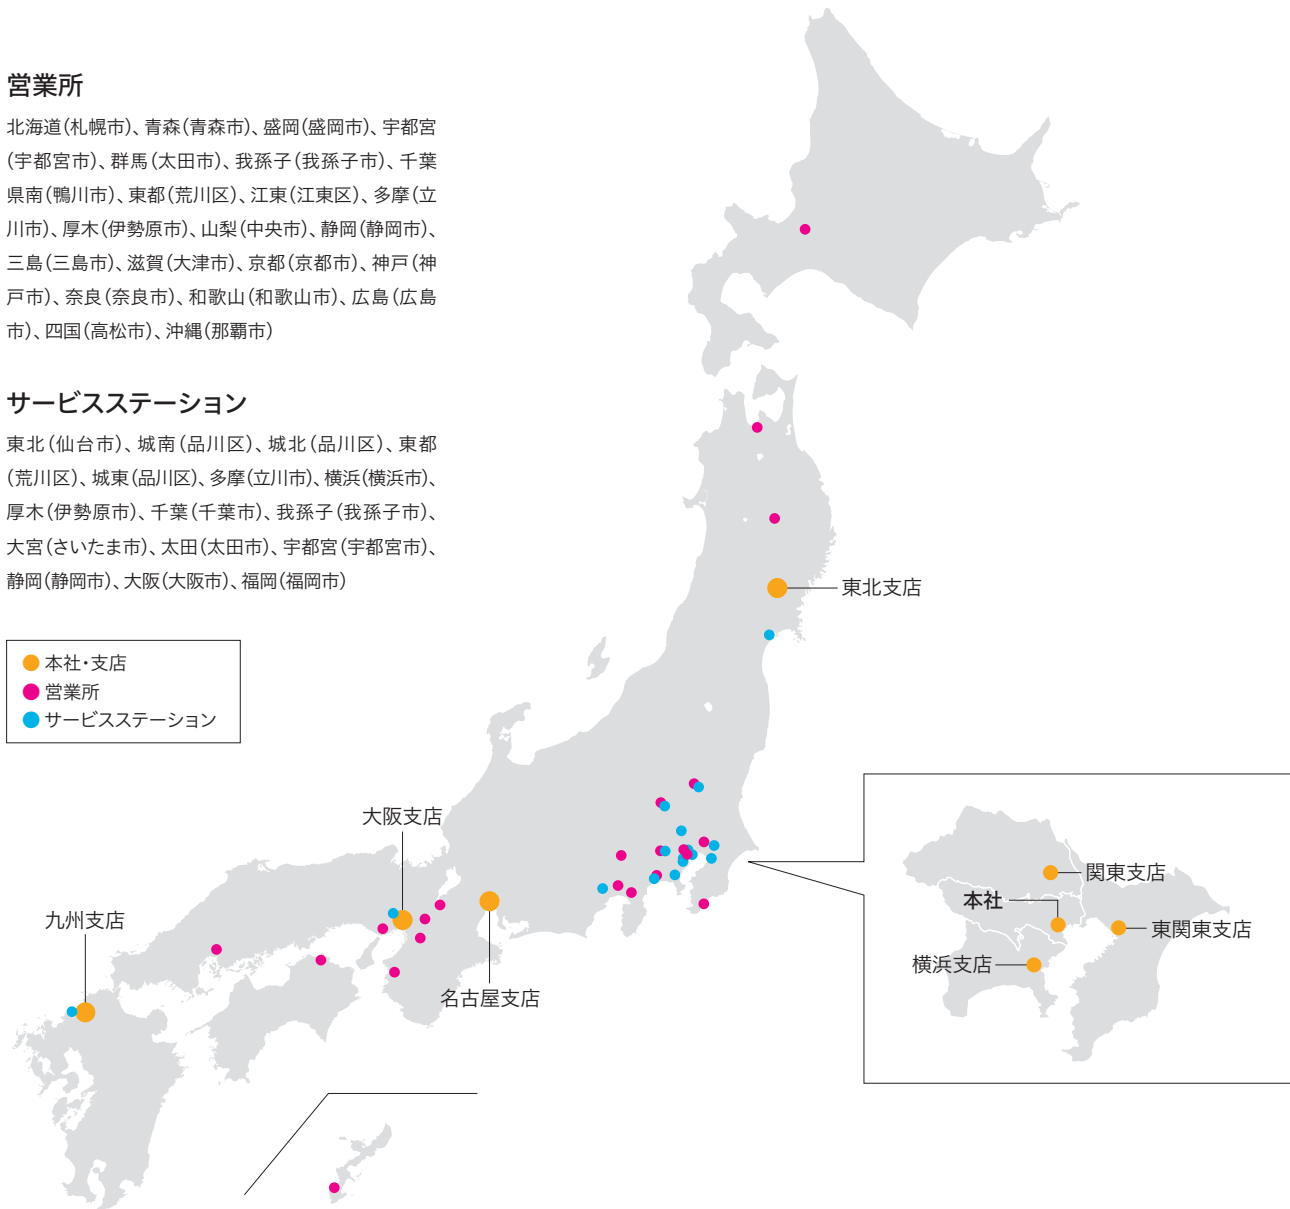 営業所
北海道(札幌市)、青森(青森市)、盛岡(盛岡市)、宇都宮
(宇都宮市)、群馬(太田市)、我孫子(我孫子市)、千葉
県南(鴨川市)、東都(荒川区)、江東(江東区)、多摩(立
川市)、厚木(伊勢原市)、山梨(中央市)、静岡(静岡市)、
三島(三島市)、滋賀(大津市)、京都(京都市)、神戸(神
戸市)、奈良(奈良市)、和歌山(和歌山市)、広島(広島
市)、四国(高松市)、沖縄(那覇市)
サービスステーション
東北(仙台市)、城南(品川区)、城北(品川区)、東都
(荒川区)、城東(品川区)、多摩(立川市)、横浜(横浜市)、
厚木(伊勢原市)、千葉(千葉市)、我孫子(我孫子市)、
大宮(さいたま市)、太田(太田市)、宇都宮(宇都宮市)、
静岡(静岡市)、大阪(大阪市)、福岡(福岡市)
本社・支店
営業所
サービスステーション
東北支店
大阪支店
九州支店
名古屋支店
関東支店
本社
東関東支店
横浜支店